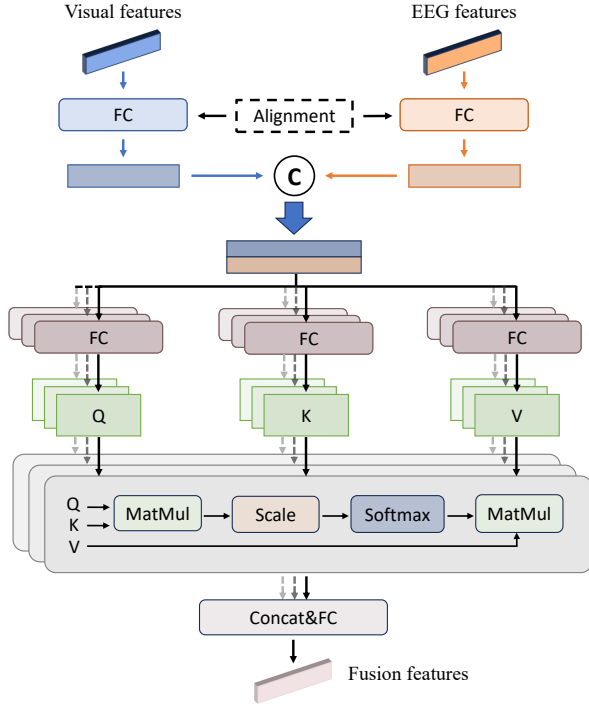 Visual features
EEG features
FC
Alignment
FC
C
FC
FC
FC
Q
K
V
Q
K
V
MatMul
Scale
Softmax
MatMul
Concat&FC
Fusion features